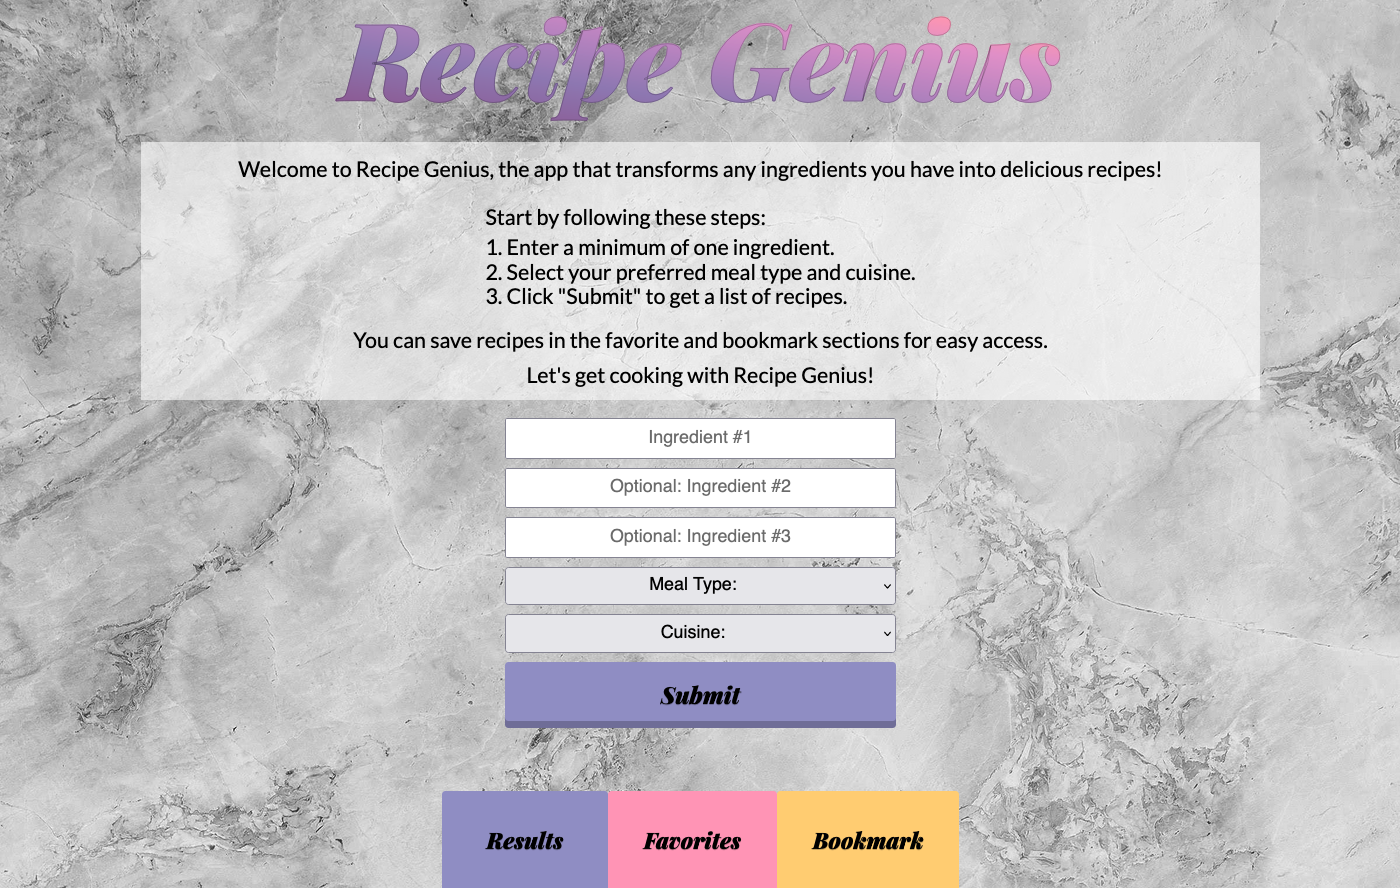 Recipe Genius
Welcome to Recipe Genius, the app that transforms any ingredients you have into delicious recipes!
Start by following these steps:
1. Enter a minimum of one ingredient.
2. Select your preferred meal type and cuisine.
3. Click "Submit" to get a list of recipes.
You can save recipes in the favorite and bookmark sections for easy access.
Let's get cooking with Recipe Genius!
Ingredient #1
Optional: Ingredient #2
Optional: Ingredient #3
Meal Type:
Cuisine:
Submit
Results Favorites Bookmark